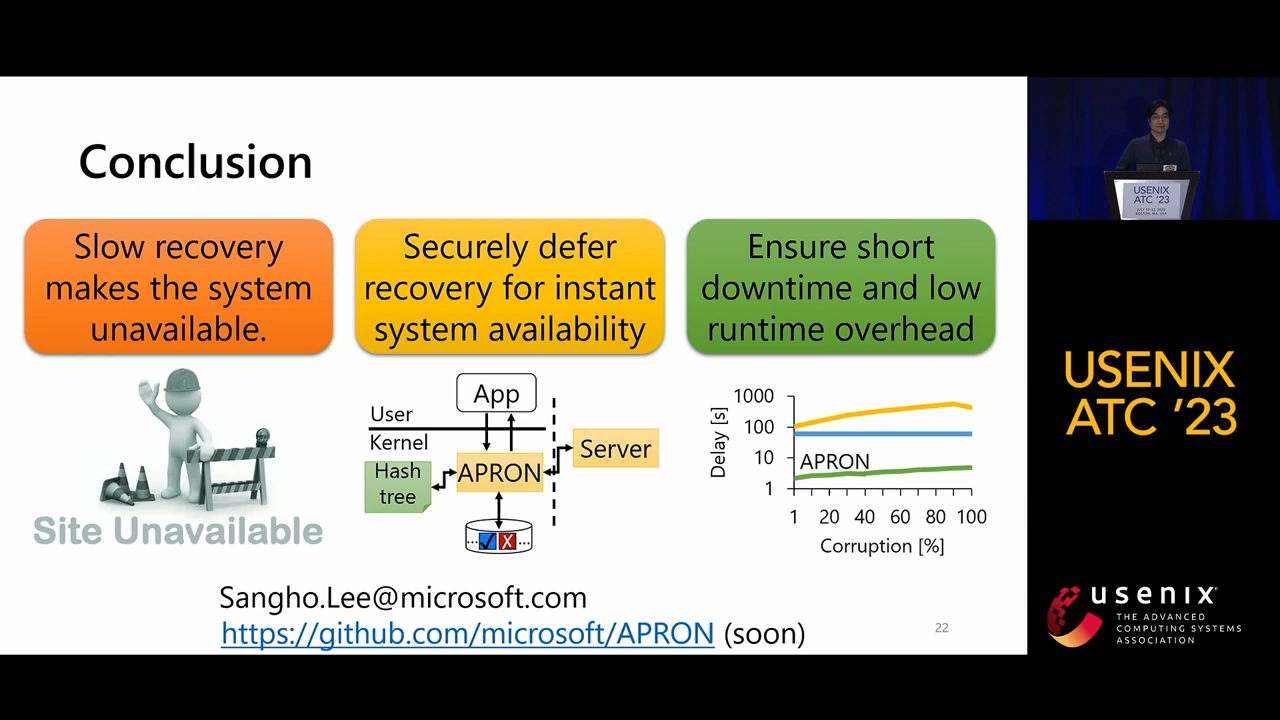 Conclusion
Slow recovery
makes the system
unavailable.
Securely defer
recovery for instant
system availability
Ensure short
downtime and low
runtime overhead
Site Unavailable
App
User
Kernel
Hash
tree
APRON
Server
...
...
Delay [s]
1000
100
10
1
APRON
1 20 40 60 80 100
Corruption [%]
Sangho.Lee@microsoft.com
https://github.com/microsoft/APRON (soon)
22
USENIX
ATC '23
USENIX
ATC '23
usenix
THE ADVANCED
COMPUTING SYSTEMS
ASSOCIATION